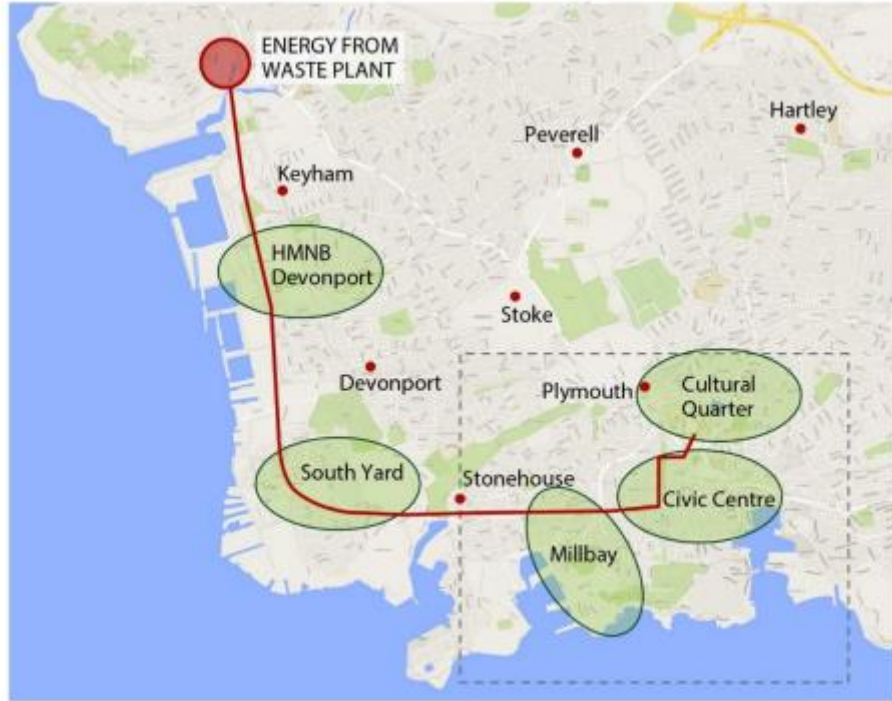 ENERGY FROM
WASTE PLANT
Hartley
Peverell
Keyham
HMNB
Devonport
Stoke
Devonport
Plymouth
Cultural
Quarter
South Yard
Stonehouse
Civic Centre
Millbay